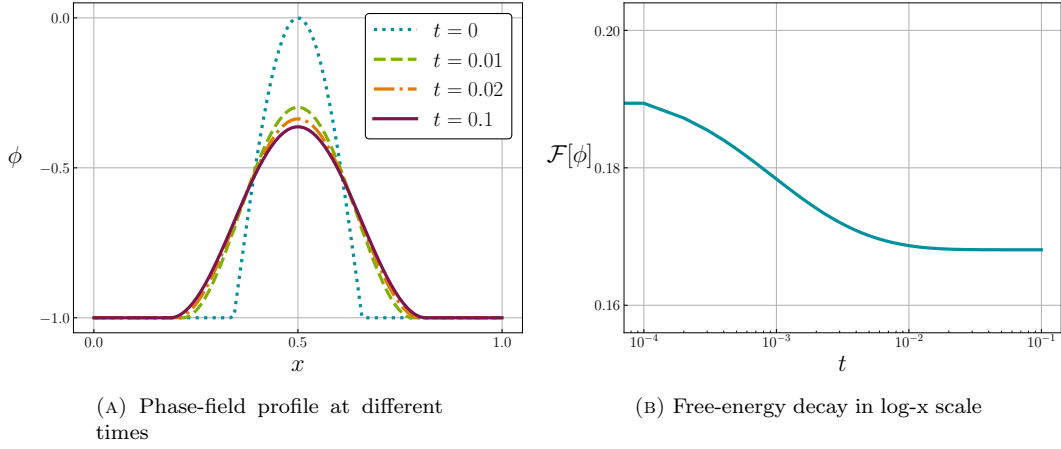 0.0
−0.5
−1.0
ϕ
0.0
0.5
1.0
x
t = 0
t = 0.01
t = 0.02
t = 0.1
(A) Phase-field profile at different
times
0.20
0.18
0.16
F[ϕ]
10⁻⁴
10⁻³
10⁻²
10⁻¹
t
(B) Free-energy decay in log-x scale